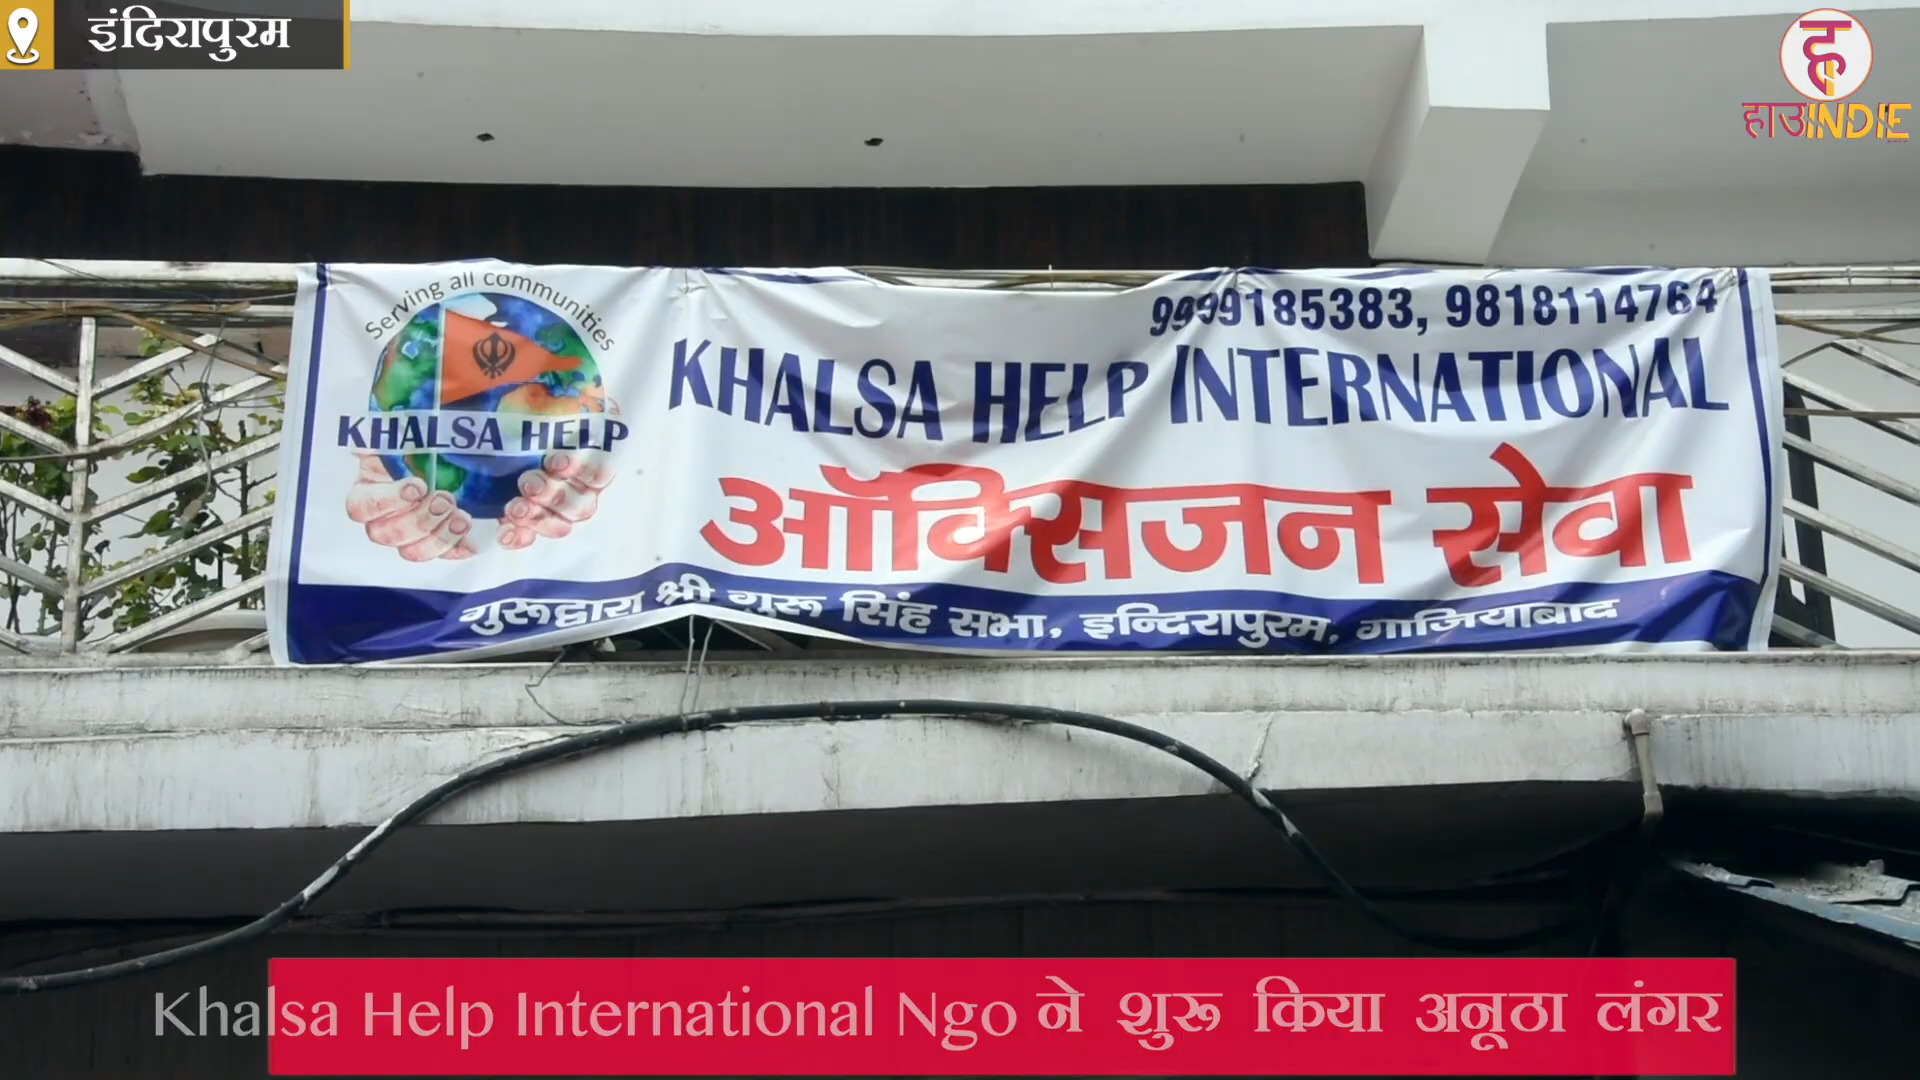 इंदिरापुरम
ह
हाउINDIE
Serving all communities
KHALSA HELP
9999185383, 9818114764
KHALSA HELP INTERNATIONAL
ऑक्सिजन सेवा
गुरूद्वारा श्री गुरू सिंह सभा, इन्दिरापुरम, गाजियाबाद
Khalsa Help International Ngo ने शुरू किया अनूठा लंगर